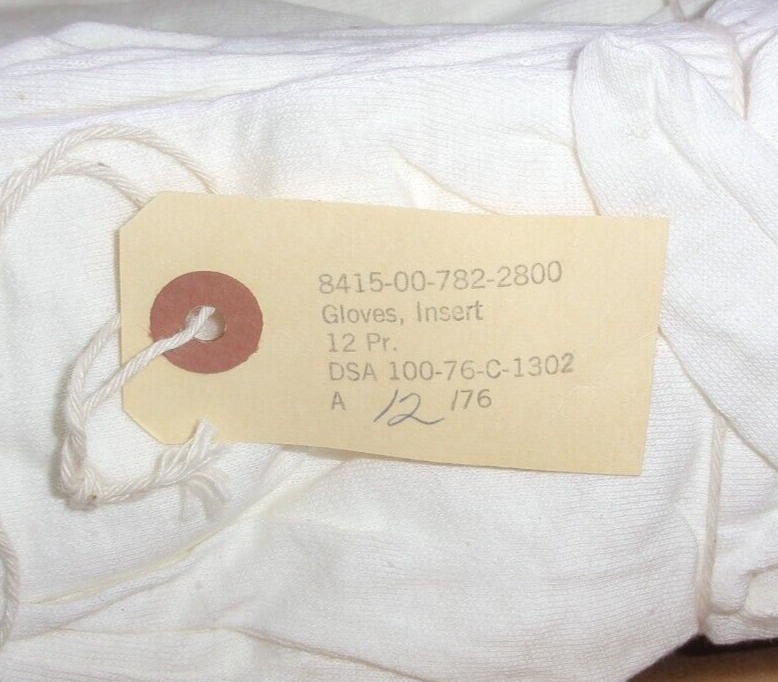 8415-00-782-2800
Gloves, Insert
12 Pr.
DSA 100-76-C-1302
A 12 /76